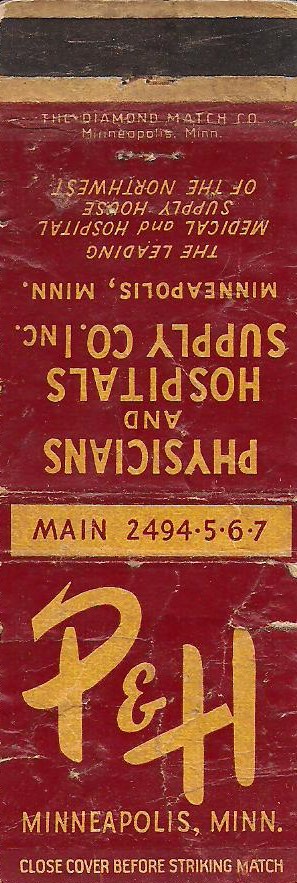 THE DIAMOND MATCH CO.
Minneapolis, Minn.
PHYSICIANS
AND
HOSPITALS
SUPPLY CO. INC.
MINNEAPOLIS, MINN.
THE LEADING
MEDICAL and HOSPITAL
SUPPLY HOUSE
OF THE NORTHWEST
MAIN 2494·5·6·7
P & H
MINNEAPOLIS, MINN.
CLOSE COVER BEFORE STRIKING MATCH